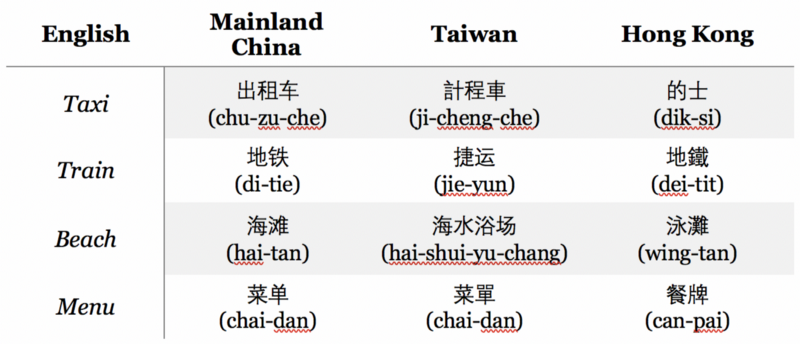 English Mainland China Taiwan Hong Kong
Taxi 出租车 計程車 的士
(chu-zu-che) (ji-cheng-che) (dik-si)
Train 地铁 捷运 地鐵
(di-tie) (jie-yun) (dei-tit)
Beach 海滩 海水浴场 泳灘
(hai-tan) (hai-shui-yu-chang) (wing-tan)
Menu 菜单 菜單 餐牌
(chai-dan) (chai-dan) (can-pai)